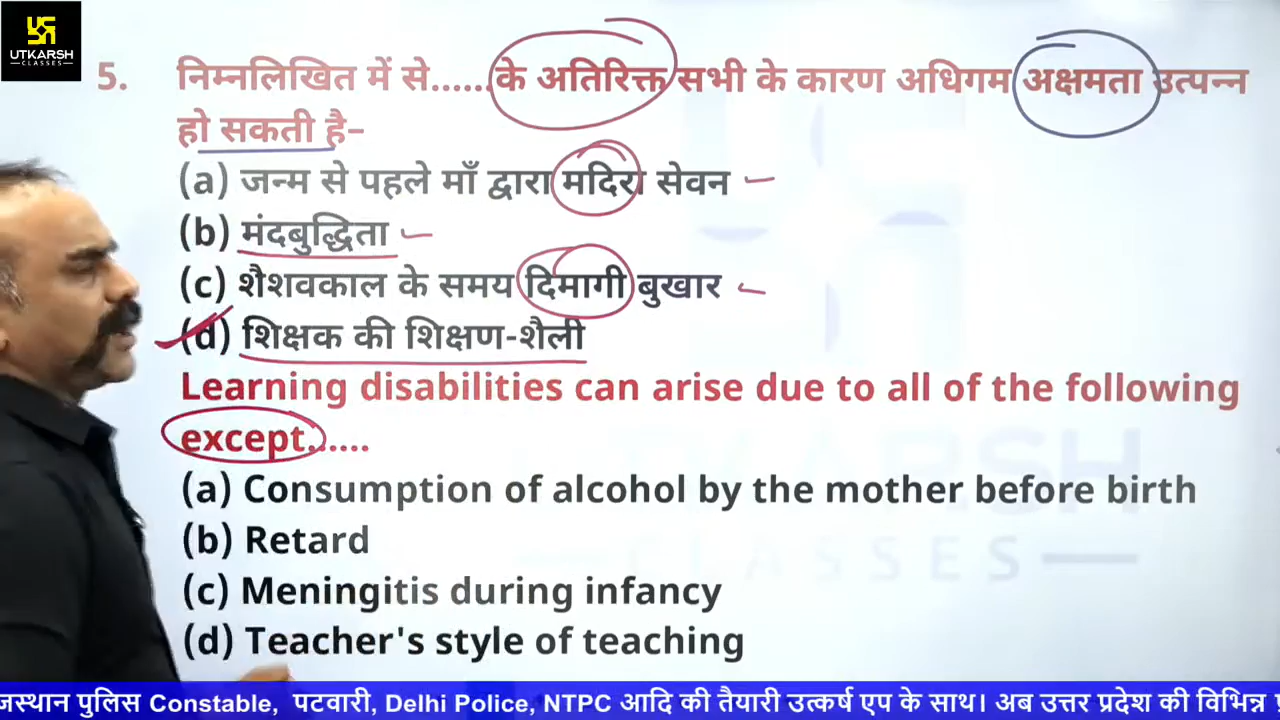 UTKARSH
CLASSES
5. निम्नलिखित में से......के अतिरिक्त सभी के कारण अधिगम अक्षमता उत्पन्न
हो सकती है–
(a) जन्म से पहले माँ द्वारा मदिरा सेवन
(b) मंदबुद्धिता
(c) शैशवकाल के समय दिमागी बुखार
(d) शिक्षक की शिक्षण-शैली
Learning disabilities can arise due to all of the following
except......
(a) Consumption of alcohol by the mother before birth
(b) Retard
(c) Meningitis during infancy
(d) Teacher's style of teaching
UTKARSH
CLASSES
जस्थान पुलिस Constable, पटवारी, Delhi Police, NTPC आदि की तैयारी उत्कर्ष एप के साथ। अब उत्तर प्रदेश की विभिन्न